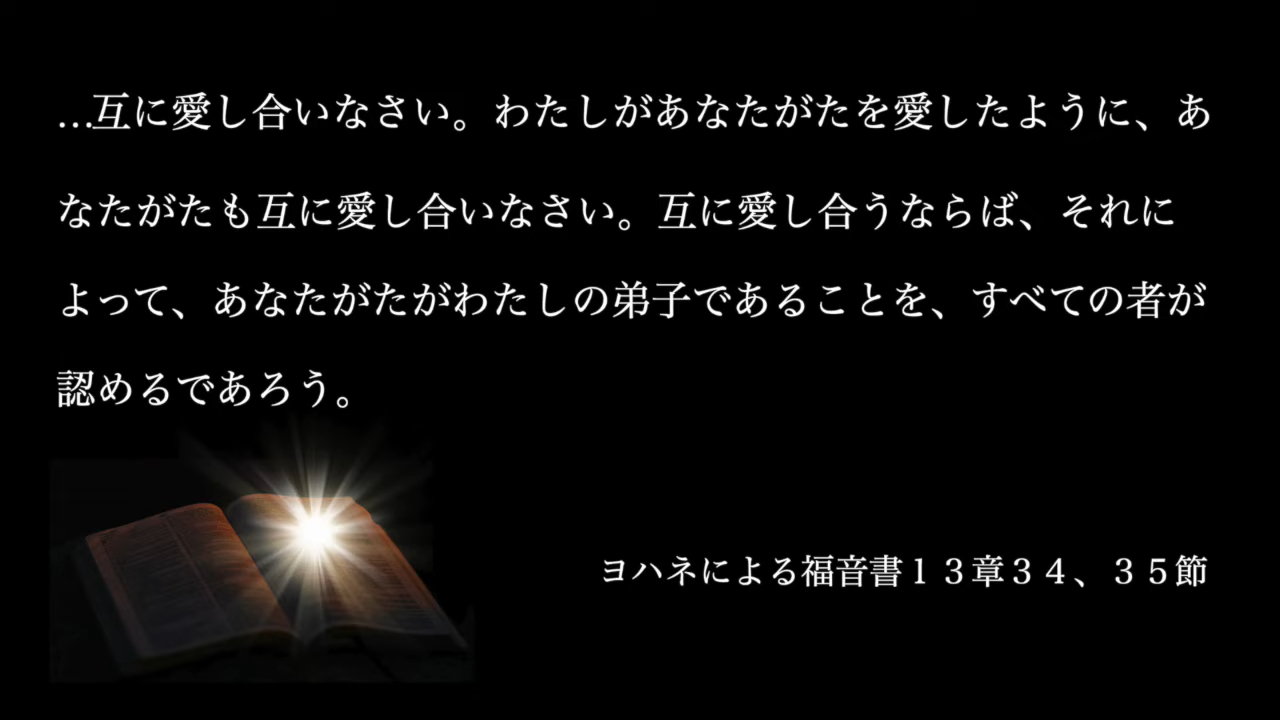 …互に愛し合いなさい。わたしがあなたがたを愛したように、あ
なたがたも互に愛し合いなさい。互に愛し合うならば、それに
よって、あなたがたがわたしの弟子であることを、すべての者が
認めるであろう。
ヨハネによる福音書１３章３４、３５節